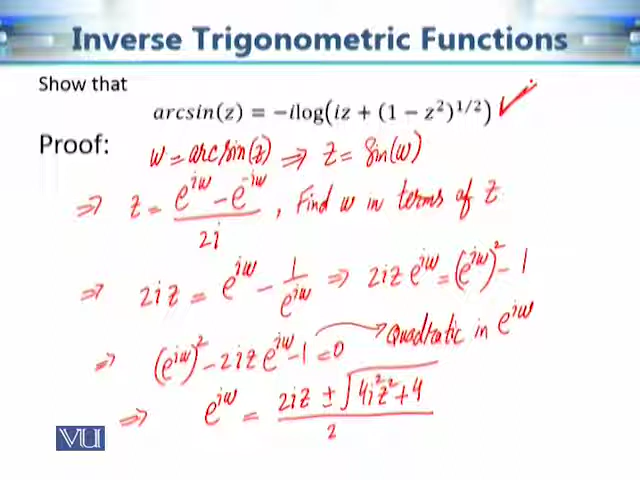 Inverse Trigonometric Functions
Show that
arcsin(z) = −ilog(iz + (1 − z²)^{1/2}) ✓
Proof: w = arcsin(z) ⇒ z = sin(w)
⇒ z = (e^{iw} − e^{−iw})/2i , Find w in terms of z
⇒ 2iz = e^{iw} − 1/e^{iw} ⇒ 2iz e^{iw} = (e^{iw})² − 1
⇒ (e^{iw})² − 2iz e^{iw} − 1 = 0 → Quadtratic in e^{iw}
⇒ e^{iw} = (2iz ± √(4i²z² + 4))/2
VU